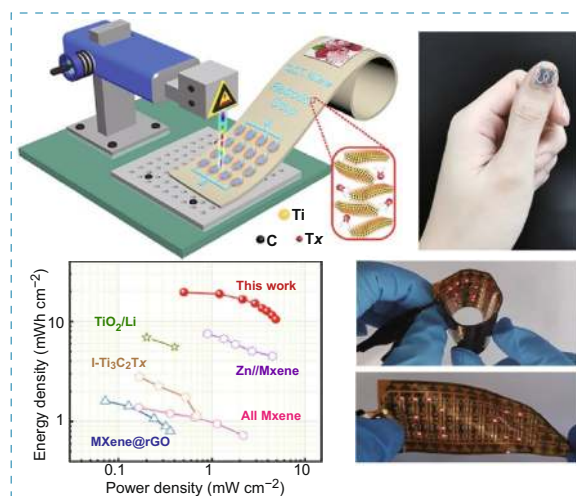 Ti
C Tx
This work
TiO2/Li
l-Ti3C2Tx
Zn//Mxene
All Mxene
MXene@rGO
Energy density (mWh cm−2)
10
1
0.1 1 10
Power density (mW cm−2)